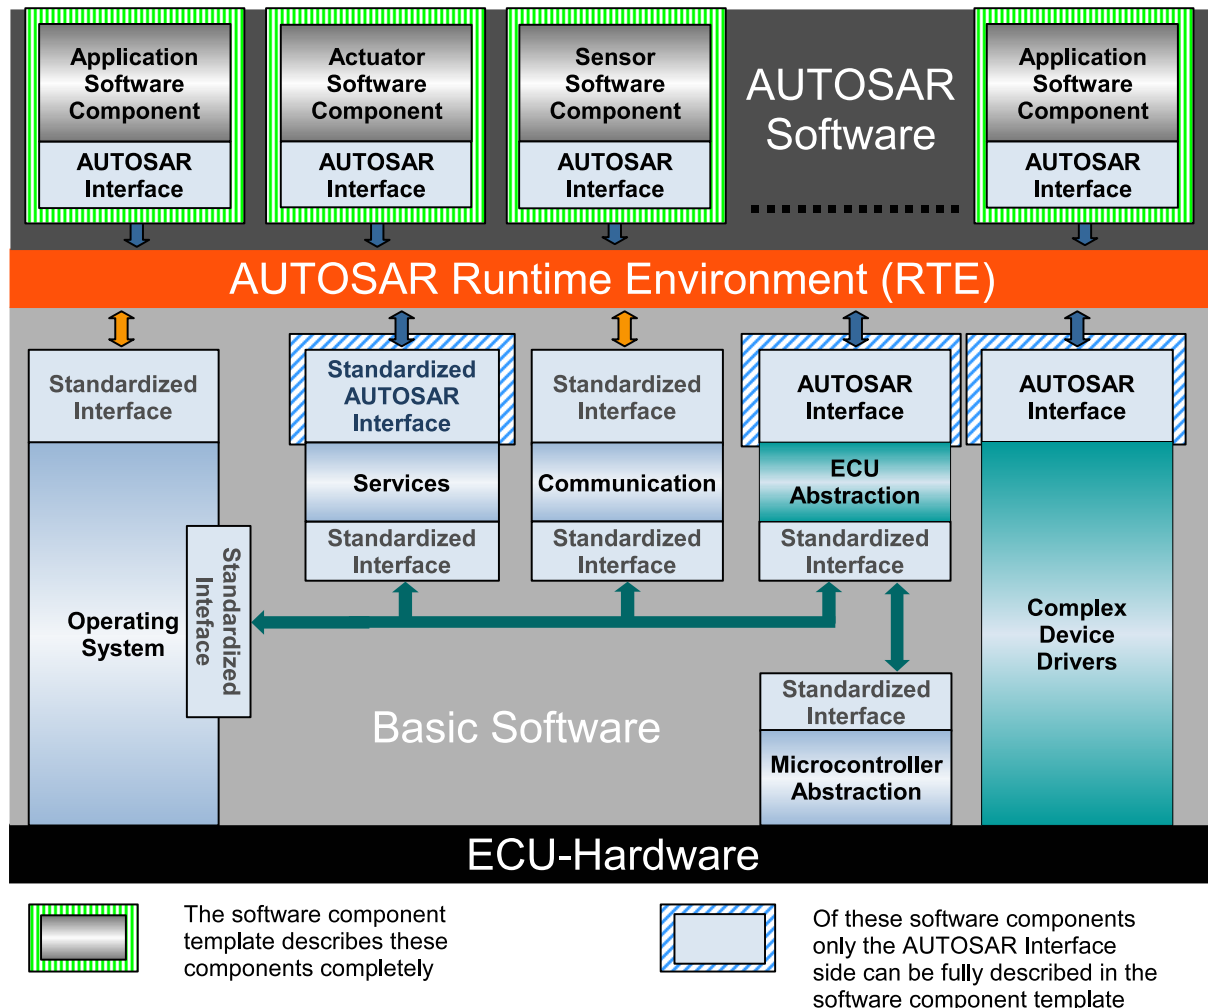 Application
Software
Component
AUTOSAR
Interface
Actuator
Software
Component
AUTOSAR
Interface
Sensor
Software
Component
AUTOSAR
Interface
AUTOSAR
Software
Application
Software
Component
AUTOSAR
Interface
AUTOSAR Runtime Environment (RTE)
Standardized
Interface
Operating
System
Standardized
Inteface
Standardized
AUTOSAR
Interface
Services
Standardized
Interface
Standardized
Interface
Communication
Standardized
Interface
AUTOSAR
Interface
ECU
Abstraction
Standardized
Interface
Standardized
Interface
Microcontroller
Abstraction
AUTOSAR
Interface
Complex
Device
Drivers
Basic Software
ECU-Hardware
The software component
template describes these
components completely
Of these software components
only the AUTOSAR Interface
side can be fully described in the
software component template